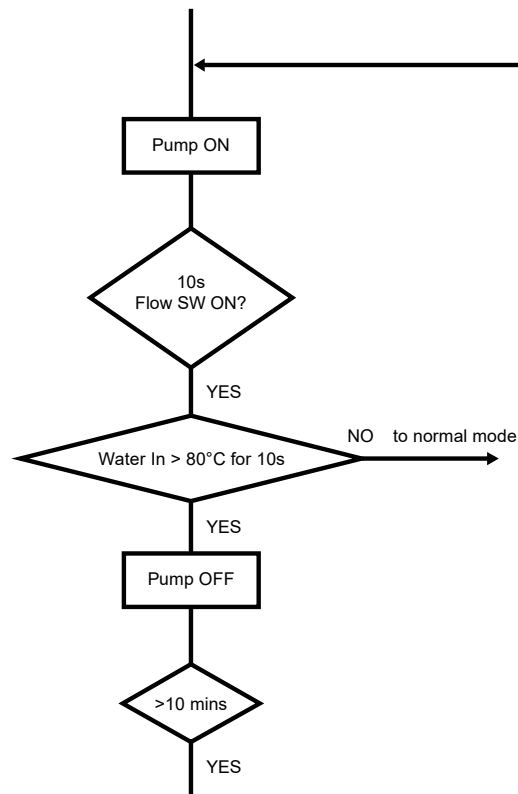 Pump ON
10s
Flow SW ON?
YES
Water In > 80°C for 10s
NO to normal mode
YES
Pump OFF
>10 mins
YES